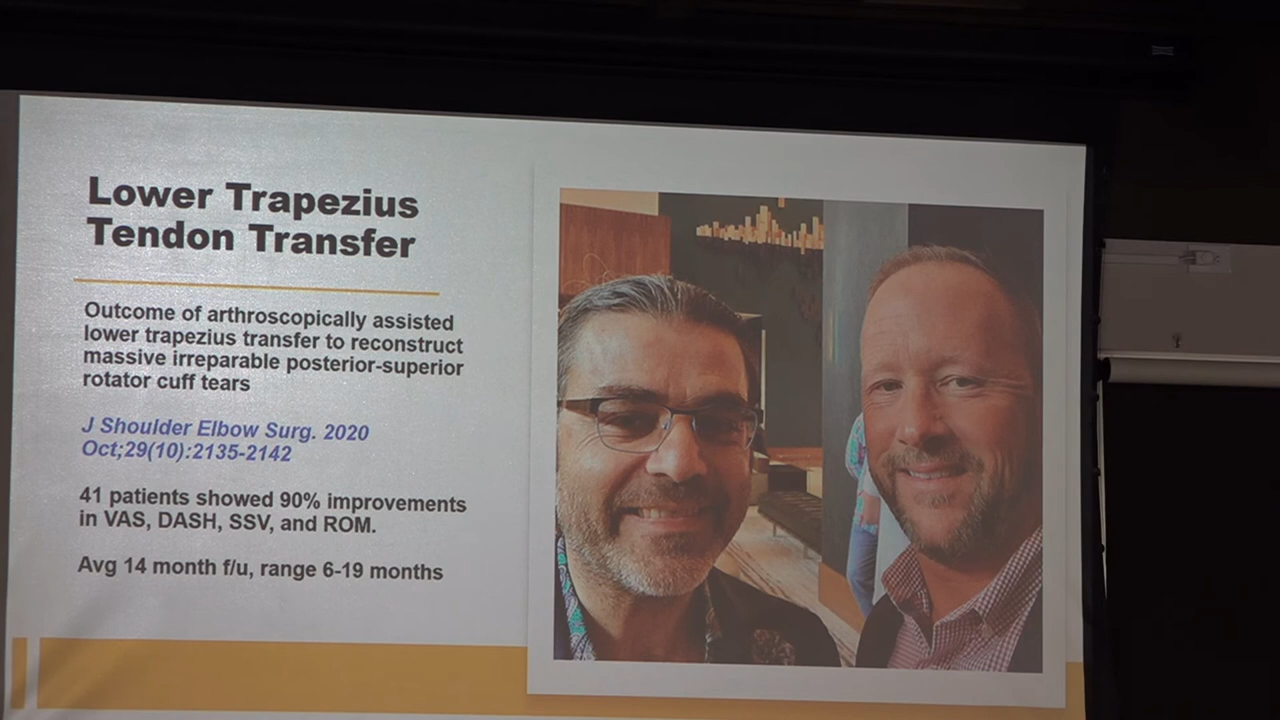 Lower Trapezius
Tendon Transfer
Outcome of arthroscopically assisted
lower trapezius transfer to reconstruct
massive irreparable posterior-superior
rotator cuff tears
J Shoulder Elbow Surg. 2020
Oct;29(10):2135-2142
41 patients showed 90% improvements
in VAS, DASH, SSV, and ROM.
Avg 14 month f/u, range 6-19 months